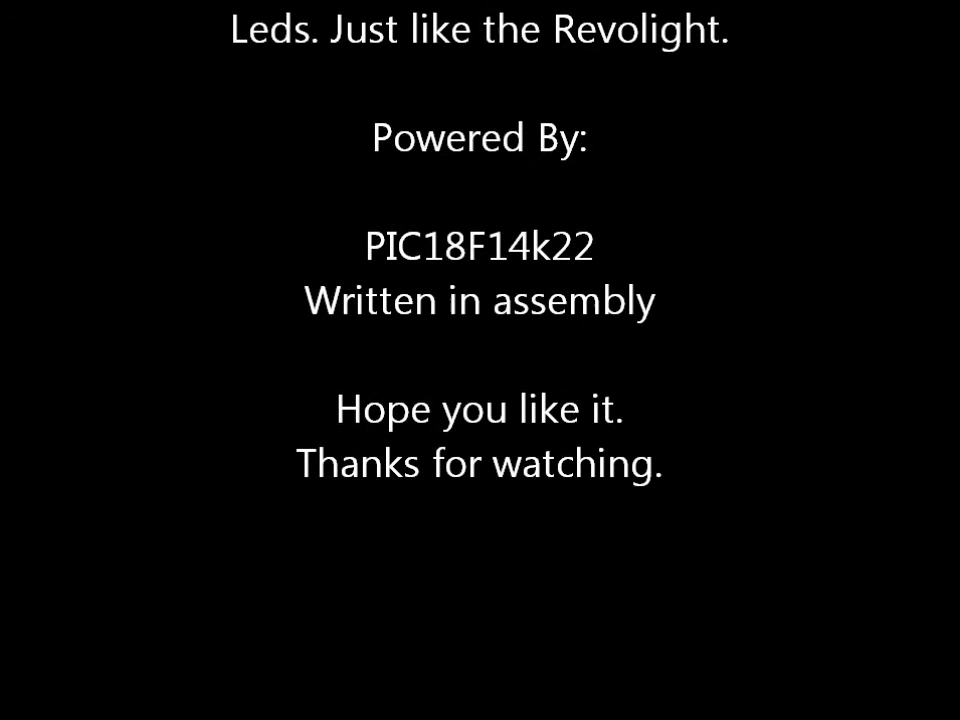 Leds. Just like the Revolight.
Powered By:
PIC18F14k22
Written in assembly
Hope you like it.
Thanks for watching.